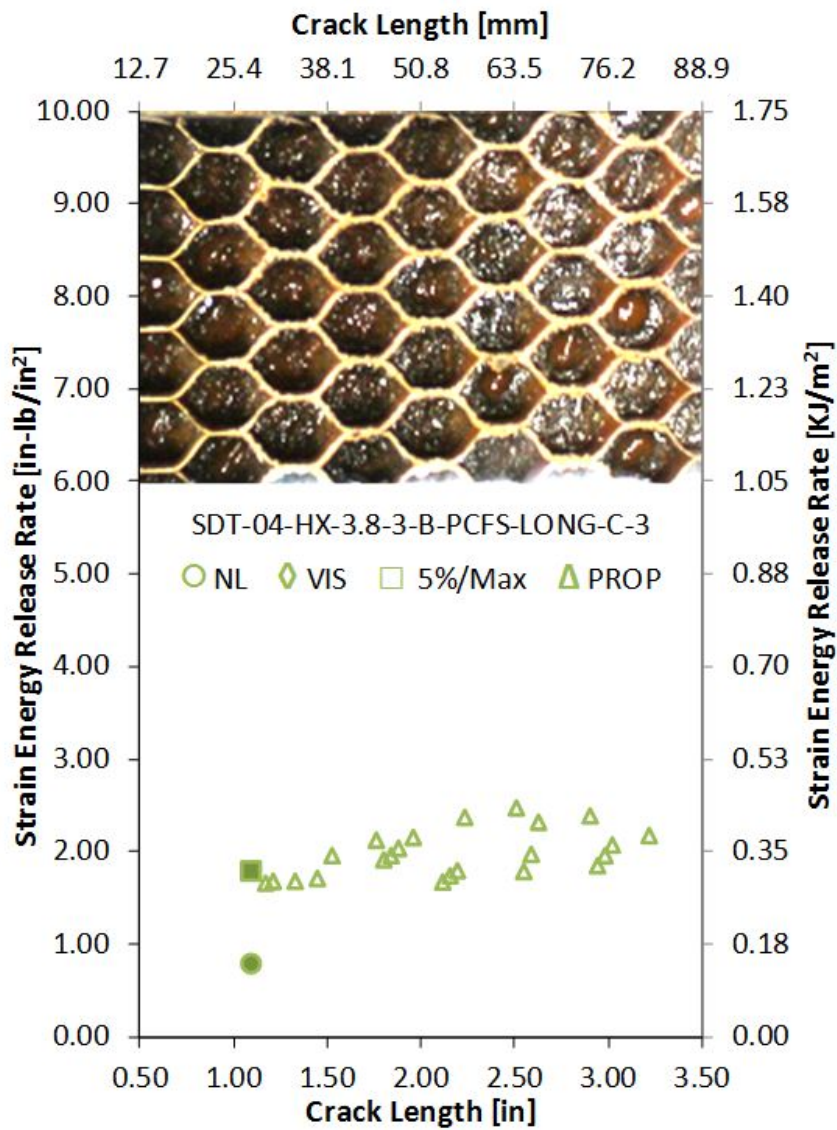 Crack Length [mm]
12.7 25.4 38.1 50.8 63.5 76.2 88.9
Strain Energy Release Rate [in-lb/in²]
10.00
9.00
8.00
7.00
6.00
5.00
4.00
3.00
2.00
1.00
0.00
SDT-04-HX-3.8-3-B-PCFS-LONG-C-3
NL VIS 5%/Max PROP
1.75
1.58
1.40
1.23
1.05
0.88
0.70
0.53
0.35
0.18
0.00
Strain Energy Release Rate [KJ/m²]
0.50 1.00 1.50 2.00 2.50 3.00 3.50
Crack Length [in]